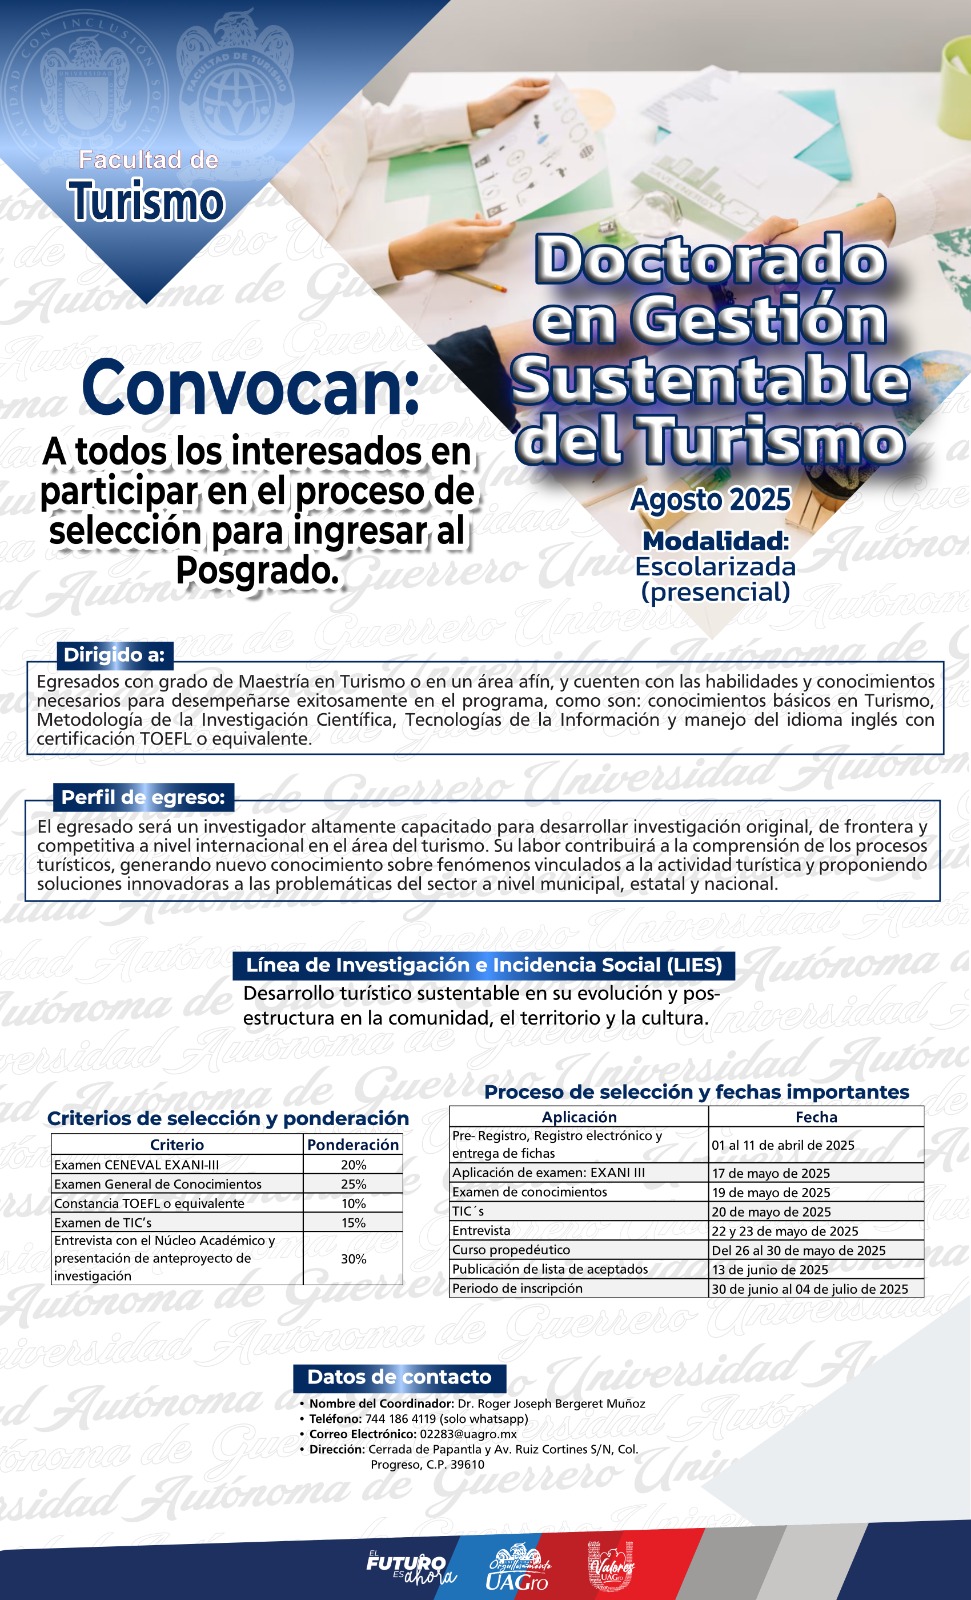 CALIDAD CON INCLUSIÓN SOCIAL
FACULTAD DE TURISMO
Facultad de
Turismo
SAVE ENERGY
Doctorado
en Gestión
Sustentable
del Turismo
Agosto 2025
Modalidad:
Escolarizada
(presencial)
Convocan:
A todos los interesados en
participar en el proceso de
selección para ingresar al
Posgrado.
Dirigido a:
Egresados con grado de Maestría en Turismo o en un área afín, y cuenten con las habilidades y conocimientos
necesarios para desempeñarse exitosamente en el programa, como son: conocimientos básicos en Turismo,
Metodología de la Investigación Científica, Tecnologías de la Información y manejo del idioma inglés con
certificación TOEFL o equivalente.
Perfil de egreso:
El egresado será un investigador altamente capacitado para desarrollar investigación original, de frontera y
competitiva a nivel internacional en el área del turismo. Su labor contribuirá a la comprensión de los procesos
turísticos, generando nuevo conocimiento sobre fenómenos vinculados a la actividad turística y proponiendo
soluciones innovadoras a las problemáticas del sector a nivel municipal, estatal y nacional.
Línea de Investigación e Incidencia Social (LIES)
Desarrollo turístico sustentable en su evolución y pos-
estructura en la comunidad, el territorio y la cultura.
Criterios de selección y ponderación
Criterio Ponderación
Examen CENEVAL EXANI-III 20%
Examen General de Conocimientos 25%
Constancia TOEFL o equivalente 10%
Examen de TIC’s 15%
Entrevista con el Núcleo Académico y
presentación de anteproyecto de 30%
investigación
Proceso de selección y fechas importantes
Aplicación Fecha
Pre- Registro, Registro electrónico y
entrega de fichas 01 al 11 de abril de 2025
Aplicación de examen: EXANI III 17 de mayo de 2025
Examen de conocimientos 19 de mayo de 2025
TIC´s 20 de mayo de 2025
Entrevista 22 y 23 de mayo de 2025
Curso propedéutico Del 26 al 30 de mayo de 2025
Publicación de lista de aceptados 13 de junio de 2025
Periodo de inscripción 30 de junio al 04 de julio de 2025
Datos de contacto
• Nombre del Coordinador: Dr. Roger Joseph Bergeret Muñoz
• Teléfono: 744 186 4119 (solo whatsapp)
• Correo Electrónico: 02283@uagro.mx
• Dirección: Cerrada de Papantla y Av. Ruiz Cortines S/N, Col.
Progreso, C.P. 39610
EL
FUTURO
ES ahora
Orgullosamente
UAGro
Valores
UAGro